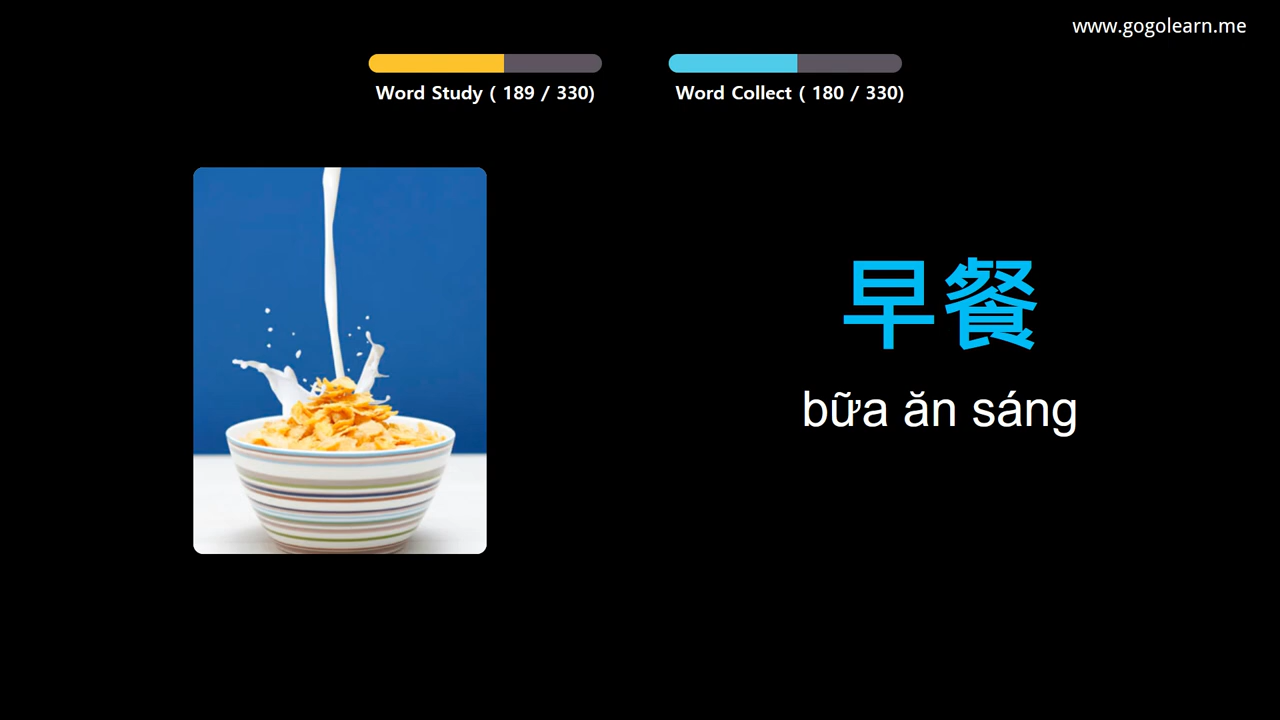 www.gogolearn.me
Word Study ( 189 / 330)
Word Collect ( 180 / 330)
早餐
bữa ăn sáng